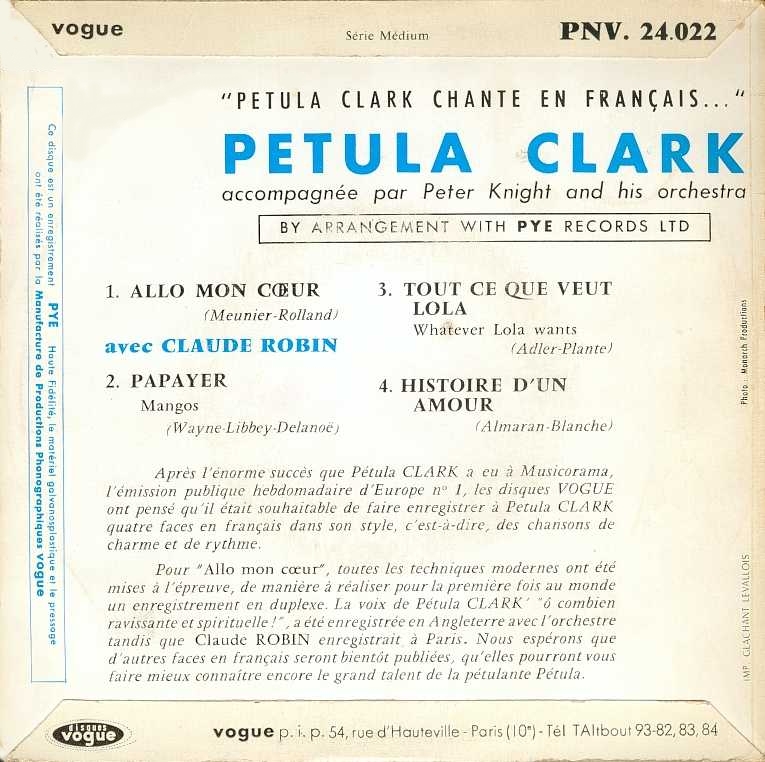 vogue
Série Médium
PNV. 24.022
"PETULA CLARK CHANTE EN FRANÇAIS..."
PETULA CLARK
accompagnée par Peter Knight and his orchestra
BY ARRANGEMENT WITH PYE RECORDS LTD
1. ALLO MON CŒUR
(Meunier-Rolland)
avec CLAUDE ROBIN
2. PAPAYER
Mangos
(Wayne-Libbey-Delanoë)
3. TOUT CE QUE VEUT
LOLA
Whatever Lola wants
(Adler-Plante)
4. HISTOIRE D'UN
AMOUR
(Almaran-Blanche)
Après l'énorme succès que Pétula CLARK a eu à Musicorama,
l'émission publique hebdomadaire d'Europe nº 1, les disques VOGUE
ont pensé qu'il était souhaitable de faire enregistrer à Petula CLARK
quatre faces en français dans son style, c'est-à-dire, des chansons de
charme et de rythme.
Pour "Allo mon cœur", toutes les techniques modernes ont été
mises à l'épreuve, de manière à réaliser pour la première fois au monde
un enregistrement en duplexe. La voix de Pétula CLARK' "ô combien
ravissante et spirituelle !", a été enregistrée en Angleterre avec l'orchestre
tandis que Claude ROBIN enregistrait à Paris. Nous espérons que
d'autres faces en français seront bientôt publiées, qu'elles pourront vous
faire mieux connaître encore le grand talent de la pétulante Pétula.
Ce disque est un enregistrement PYE Haute Fidélité, le matériel galvanosplastique et le pressage
ont été réalisés par la Manufacture de Productions Phonographiques VOGUE
Photo : Monarch Productions
IMP. GLACHANT LEVALLOIS
disques
vogue
vogue p. i. p. 54, rue d'Hauteville - Paris (10e) - Tél TAItbout 93-82, 83, 84